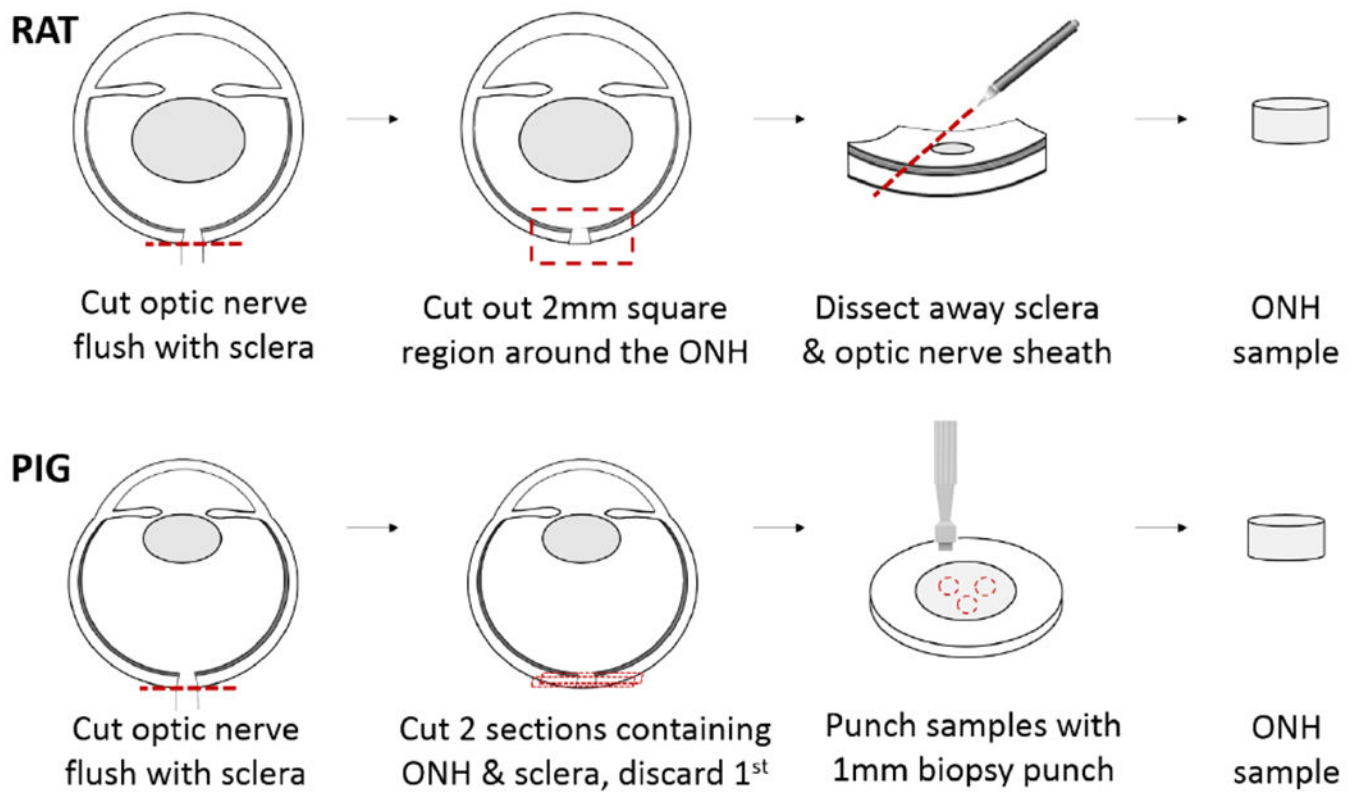 RAT
Cut optic nerve
flush with sclera
Cut out 2mm square
region around the ONH
Dissect away sclera
& optic nerve sheath
ONH
sample
PIG
Cut optic nerve
flush with sclera
Cut 2 sections containing
ONH & sclera, discard 1st
Punch samples with
1mm biopsy punch
ONH
sample